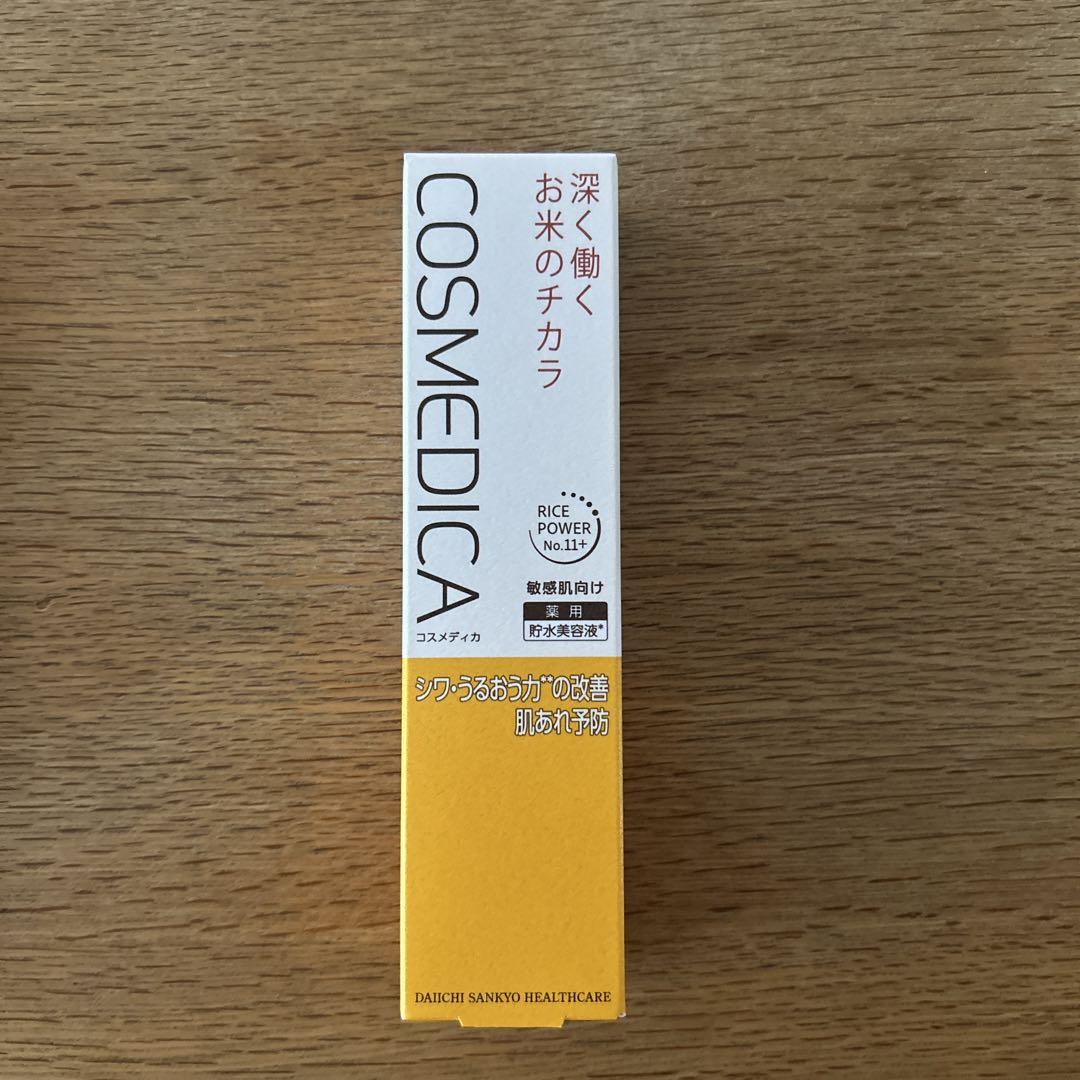 深く働く
お米のチカラ
COSMEDICA
コスメディカ
RICE
POWER
No.11+
敏感肌向け
薬用
貯水美容液*
シワ・うるおう力**の改善
肌あれ予防
DAIICHI SANKYO HEALTHCARE